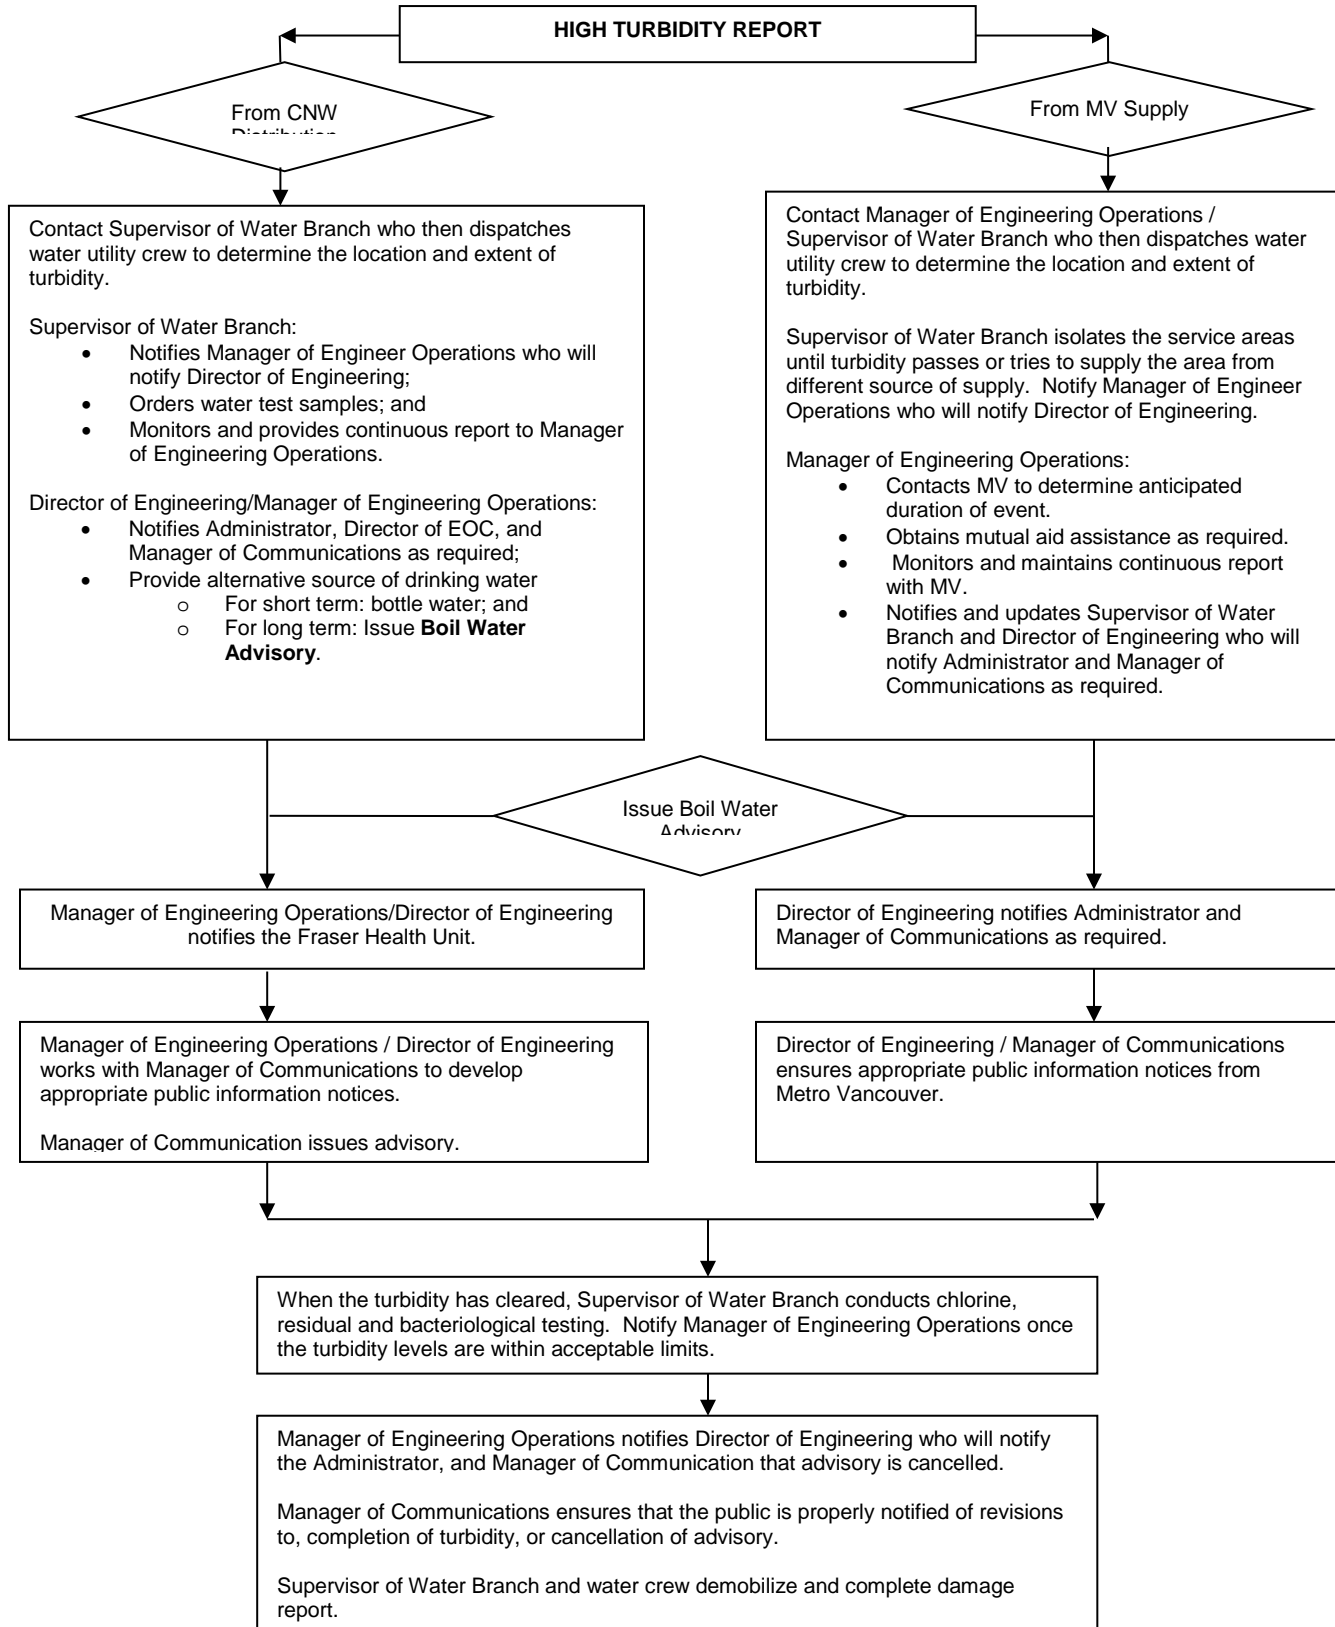 HIGH TURBIDITY REPORT
From CNW
Distribution
From MV Supply
Contact Supervisor of Water Branch who then dispatches
water utility crew to determine the location and extent of
turbidity.
Supervisor of Water Branch:
• Notifies Manager of Engineer Operations who will
notify Director of Engineering;
• Orders water test samples; and
• Monitors and provides continuous report to Manager
of Engineering Operations.
Director of Engineering/Manager of Engineering Operations:
• Notifies Administrator, Director of EOC, and
Manager of Communications as required;
• Provide alternative source of drinking water
o For short term: bottle water; and
o For long term: Issue Boil Water
Advisory.
Contact Manager of Engineering Operations /
Supervisor of Water Branch who then dispatches water
utility crew to determine the location and extent of
turbidity.
Supervisor of Water Branch isolates the service areas
until turbidity passes or tries to supply the area from
different source of supply.  Notify Manager of Engineer
Operations who will notify Director of Engineering.
Manager of Engineering Operations:
• Contacts MV to determine anticipated
duration of event.
• Obtains mutual aid assistance as required.
• Monitors and maintains continuous report
with MV.
• Notifies and updates Supervisor of Water
Branch and Director of Engineering who will
notify Administrator and Manager of
Communications as required.
Issue Boil Water
Advisory
Manager of Engineering Operations/Director of Engineering
notifies the Fraser Health Unit.
Director of Engineering notifies Administrator and
Manager of Communications as required.
Manager of Engineering Operations / Director of Engineering
works with Manager of Communications to develop
appropriate public information notices.
Manager of Communication issues advisory.
Director of Engineering / Manager of Communications
ensures appropriate public information notices from
Metro Vancouver.
When the turbidity has cleared, Supervisor of Water Branch conducts chlorine,
residual and bacteriological testing.  Notify Manager of Engineering Operations once
the turbidity levels are within acceptable limits.
Manager of Engineering Operations notifies Director of Engineering who will notify
the Administrator, and Manager of Communication that advisory is cancelled.
Manager of Communications ensures that the public is properly notified of revisions
to, completion of turbidity, or cancellation of advisory.
Supervisor of Water Branch and water crew demobilize and complete damage
report.